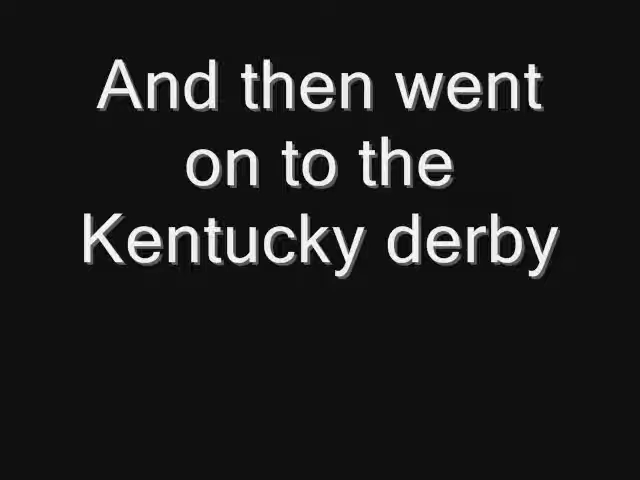 And then went
on to the
Kentucky derby